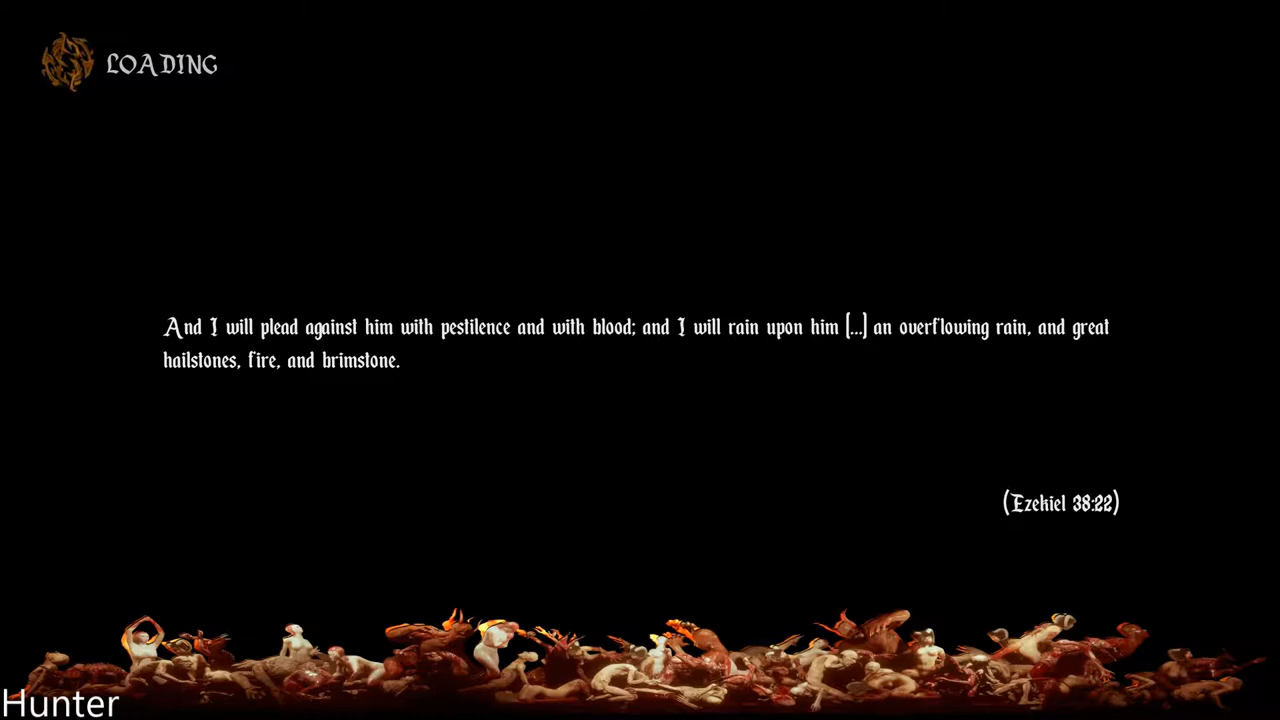 LOADING
And I will plead against him with pestilence and with blood; and I will rain upon him [...] an overflowing rain, and great
hailstones, fire, and brimstone.
(Ezekiel 38:22)
Hunter